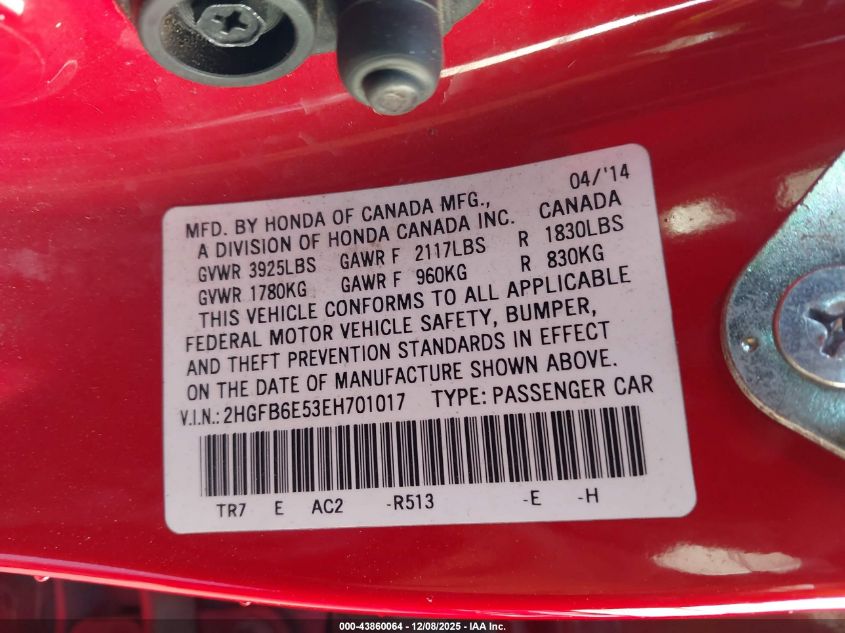 04/'14
MFD. BY HONDA OF CANADA MFG.,
A DIVISION OF HONDA CANADA INC. CANADA
GVWR 3925LBS GAWR F 2117LBS R 1830LBS
GVWR 1780KG GAWR F 960KG R 830KG
THIS VEHICLE CONFORMS TO ALL APPLICABLE
FEDERAL MOTOR VEHICLE SAFETY, BUMPER,
AND THEFT PREVENTION STANDARDS IN EFFECT
ON THE DATE OF MANUFACTURE SHOWN ABOVE.
V.I.N.: 2HGFB6E53EH701017 TYPE: PASSENGER CAR
TR7 E AC2 -R513 -E -H
000-43860064 - 12/08/2025 - IAA Inc.